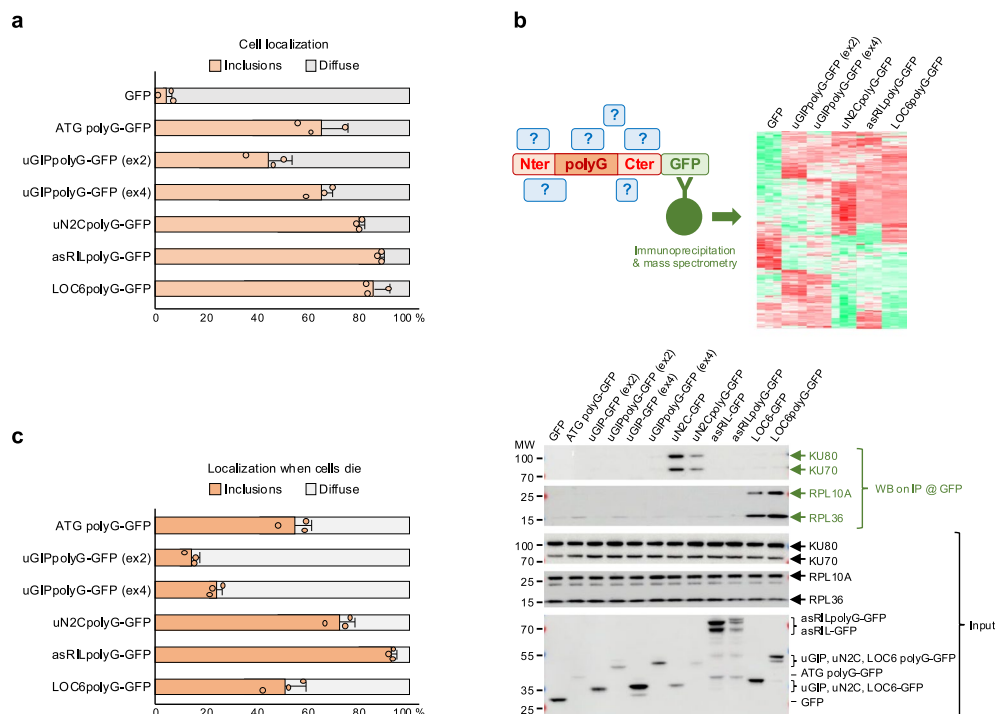 a
Cell localization
Inclusions
Diffuse
GFP
ATG polyG-GFP
uGIPpolyG-GFP (ex2)
uGIPpolyG-GFP (ex4)
uN2CpolyG-GFP
asRILpolyG-GFP
LOC6polyG-GFP
0
20
40
60
80
100 %
b
?
?
?
Nter
polyG
Cter
GFP
?
?
Immunoprecipitation
& mass spectrometry
GFP
uGIPpolyG-GFP (ex2)
uGIPpolyG-GFP (ex4)
uN2CpolyG-GFP
asRILpolyG-GFP
LOC6polyG-GFP
c
Localization when cells die
Inclusions
Diffuse
ATG polyG-GFP
uGIPpolyG-GFP (ex2)
uGIPpolyG-GFP (ex4)
uN2CpolyG-GFP
asRILpolyG-GFP
LOC6polyG-GFP
0
20
40
60
80
100 %
GFP
ATG polyG-GFP
uGIP-GFP (ex2)
uGIPpolyG-GFP (ex2)
uGIP-GFP (ex4)
uGIPpolyG-GFP (ex4)
uN2C-GFP
uN2CpolyG-GFP
asRIL-GFP
asRILpolyG-GFP
LOC6-GFP
LOC6polyG-GFP
MW
100
70
KU80
KU70
25
15
RPL10A
RPL36
WB on IP @ GFP
100
70
KU80
KU70
25
15
RPL10A
RPL36
70
55
45
35
25
asRILpolyG-GFP
asRIL-GFP
uGIP, uN2C, LOC6 polyG-GFP
ATG polyG-GFP
uGIP, uN2C, LOC6-GFP
GFP
Input